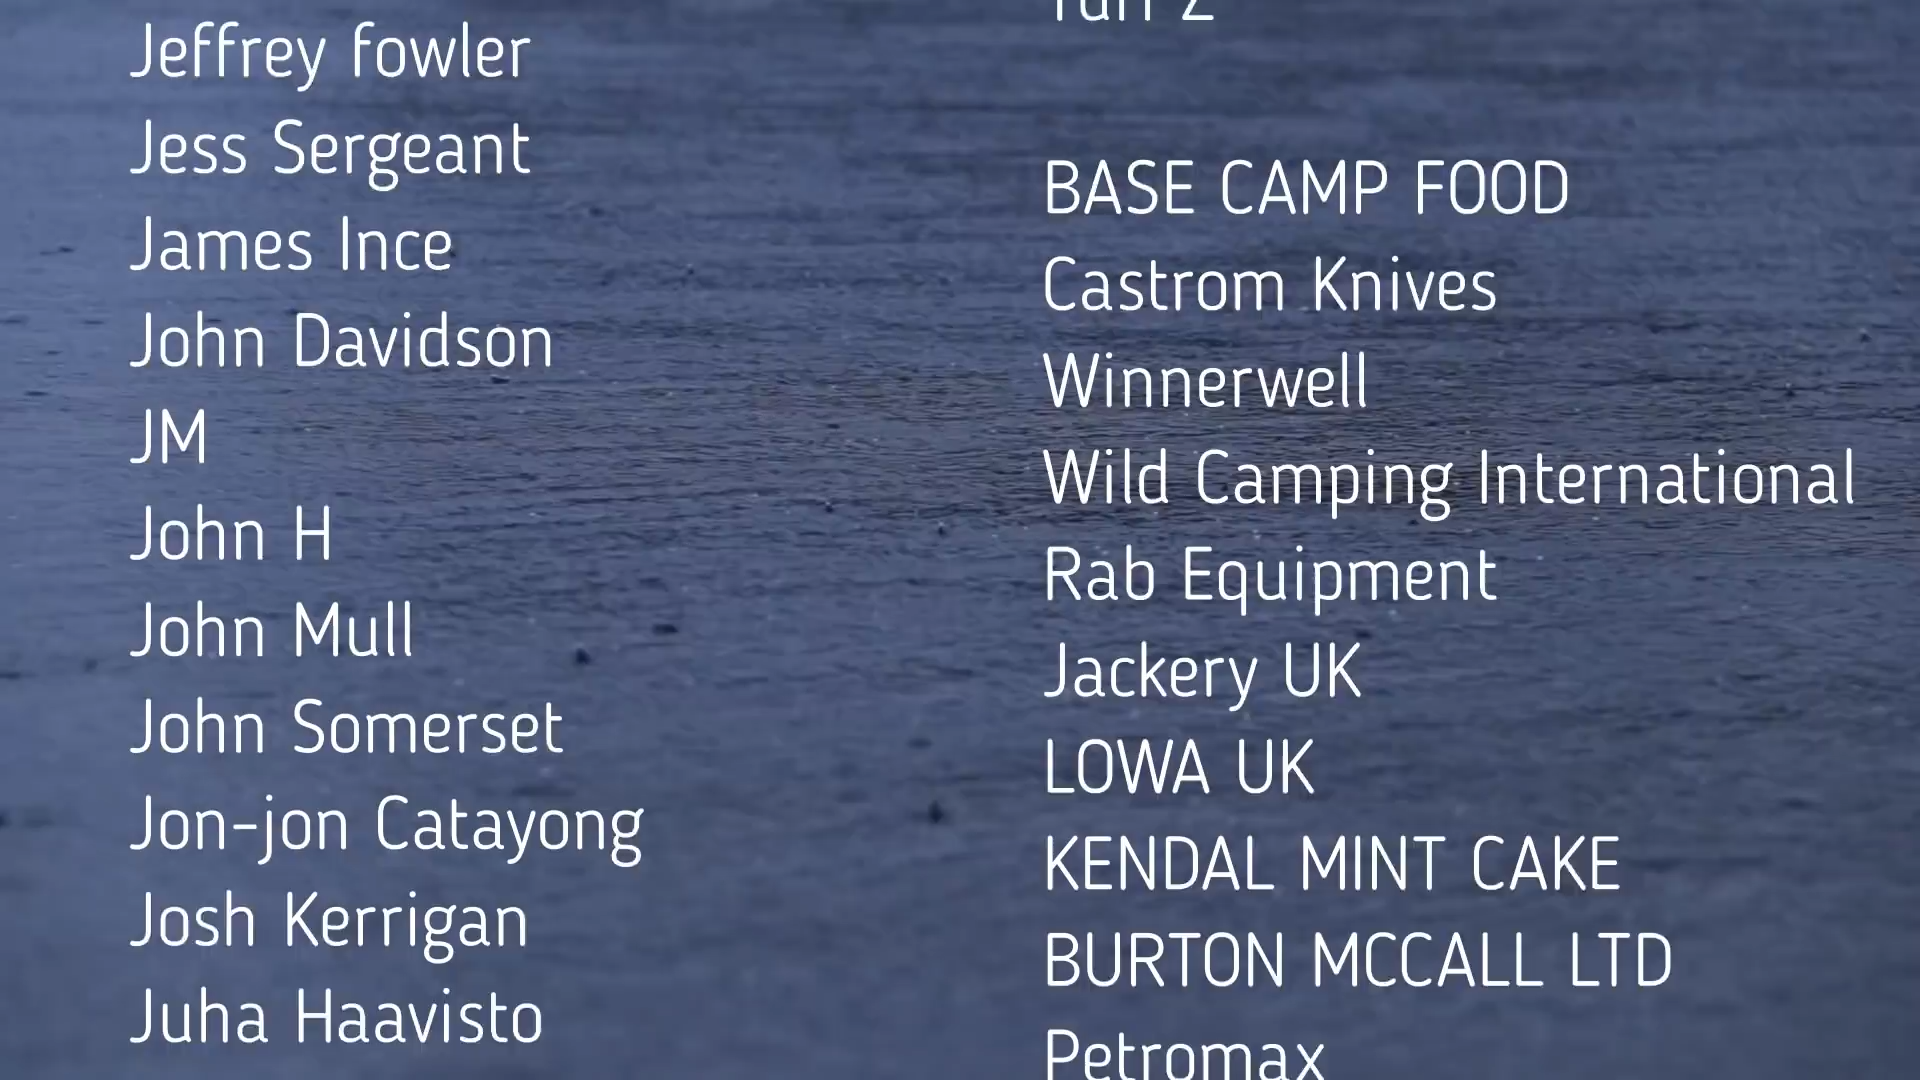 Jeffrey fowler
Jess Sergeant
James Ince
John Davidson
JM
John H
John Mull
John Somerset
Jon-jon Catayong
Josh Kerrigan
Juha Haavisto
BASE CAMP FOOD
Castrom Knives
Winnerwell
Wild Camping International
Rab Equipment
Jackery UK
LOWA UK
KENDAL MINT CAKE
BURTON MCCALL LTD
Petromax